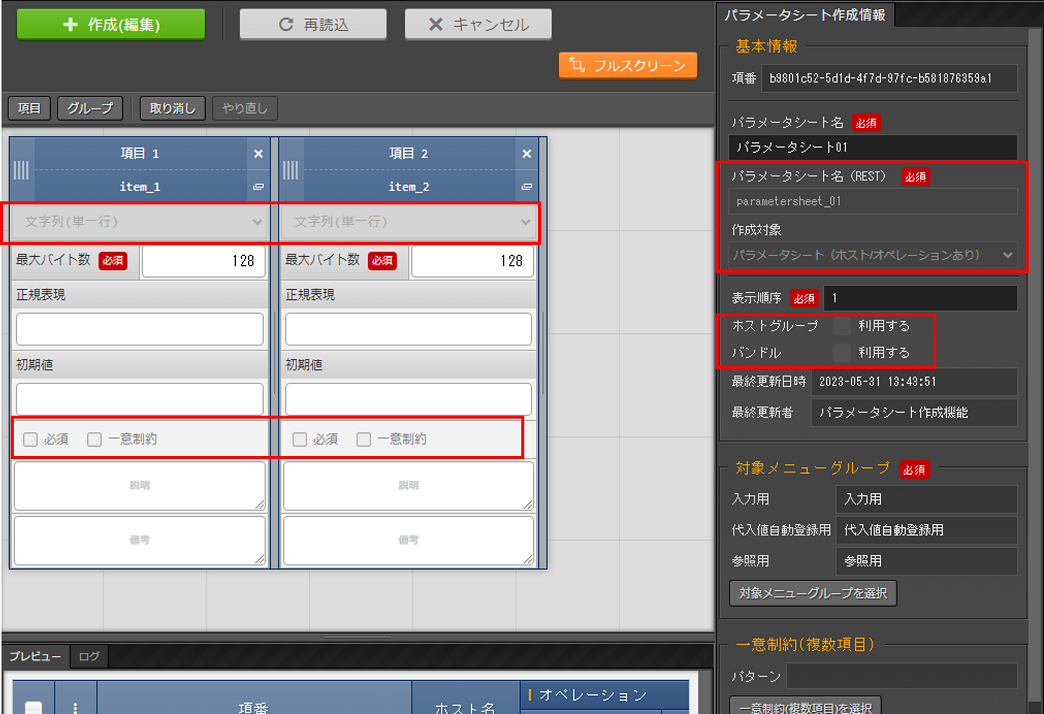 作成(編集)
再読込
キャンセル
フルスクリーン
項目
グループ
取り消し
やり直し
項目 1
item_1
文字列(単一行)
最大バイト数 必須 128
正規表現
初期値
必須 一意制約
説明
備考
項目 2
item_2
文字列(単一行)
最大バイト数 必須 128
正規表現
初期値
必須 一意制約
説明
備考
プレビュー
ログ
項番
ホスト名
オペレーション
パラメータシート作成情報
基本情報
項番 b9801c52-5d1d-4f7d-97fc-b581876359a1
パラメータシート名 必須
パラメータシート01
パラメータシート名 (REST) 必須
parametersheet_01
作成対象
パラメータシート (ホスト/オペレーションあり)
表示順序 必須 1
ホストグループ 利用する
バンドル 利用する
最終更新日時 2023-05-31 13:43:51
最終更新者 パラメータシート作成機能
対象メニューグループ 必須
入力用 入力用
代入値自動登録用 代入値自動登録用
参照用 参照用
対象メニューグループを選択
一意制約(複数項目)
パターン
一意制約(複数項目)を選択